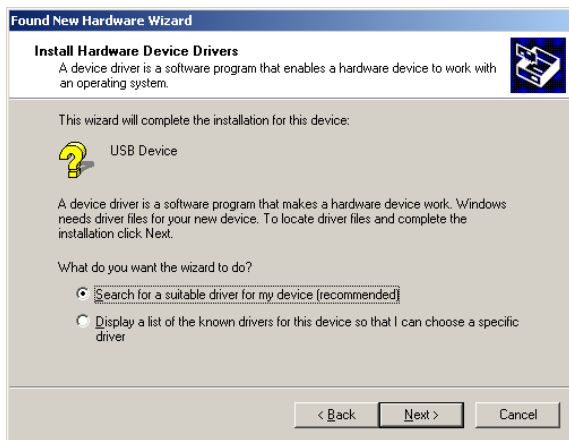 Found New Hardware Wizard
Install Hardware Device Drivers
A device driver is a software program that enables a hardware device to work with
an operating system.
This wizard will complete the installation for this device:
USB Device
A device driver is a software program that makes a hardware device work. Windows
needs driver files for your new device. To locate driver files and complete the
installation click Next.
What do you want the wizard to do?
Search for a suitable driver for my device (recommended)
Display a list of the known drivers for this device so that I can choose a specific
driver
< Back
Next >
Cancel